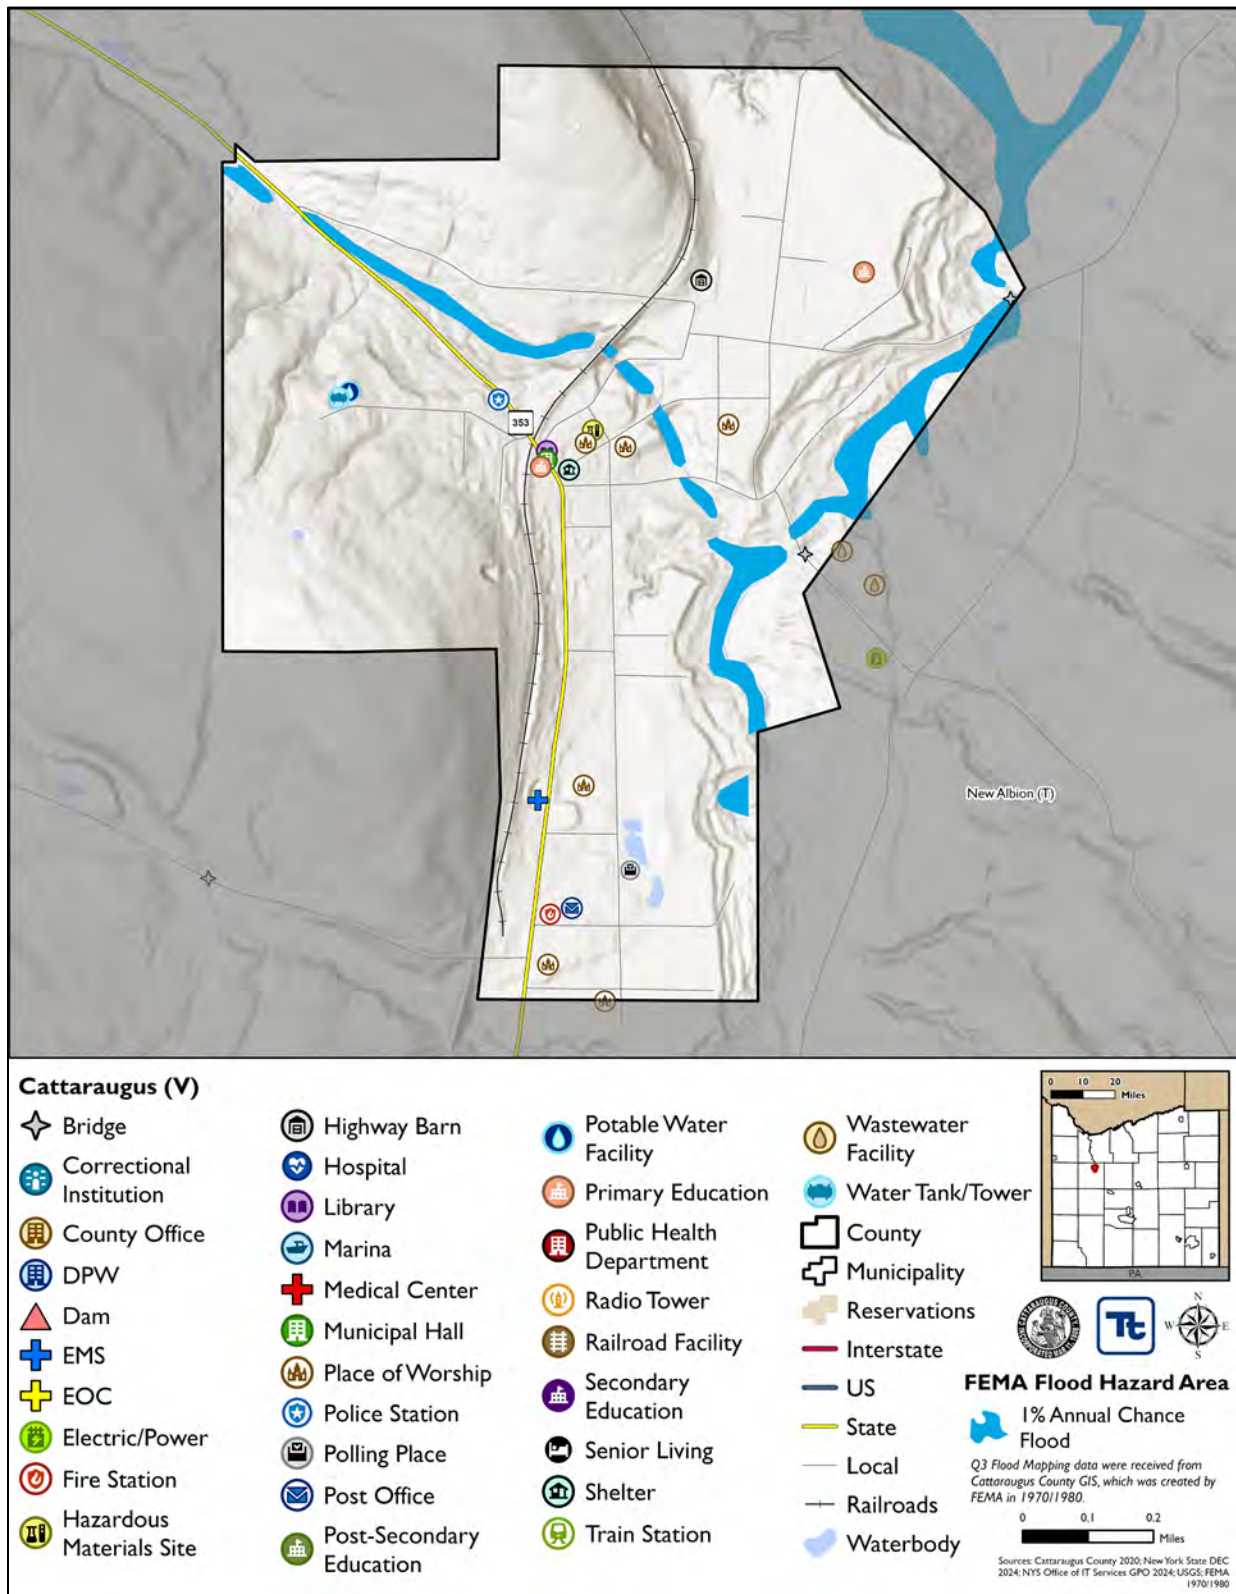 353
New Albion (T)
Cattaraugus (V)
Bridge
Correctional
Institution
County Office
DPW
Dam
EMS
EOC
Electric/Power
Fire Station
Hazardous
Materials Site
Highway Barn
Hospital
Library
Marina
Medical Center
Municipal Hall
Place of Worship
Police Station
Polling Place
Post Office
Post-Secondary
Education
Potable Water
Facility
Primary Education
Public Health
Department
Radio Tower
Railroad Facility
Secondary
Education
Senior Living
Shelter
Train Station
Wastewater
Facility
Water Tank/Tower
County
Municipality
Reservations
Interstate
US
State
Local
Railroads
Waterbody
0 10 20
Miles
PA
CATTARAUGUS COUNTY
Tt
N
W E
S
FEMA Flood Hazard Area
1% Annual Chance
Flood
Q3 Flood Mapping data were received from
Cattaraugus County GIS, which was created by
FEMA in 1970/1980.
0 0.1 0.2
Miles
Sources: Cattaraugus County 2020; New York State DEC
2024; NYS Office of IT Services GPO 2024; USGS; FEMA
1970/1980